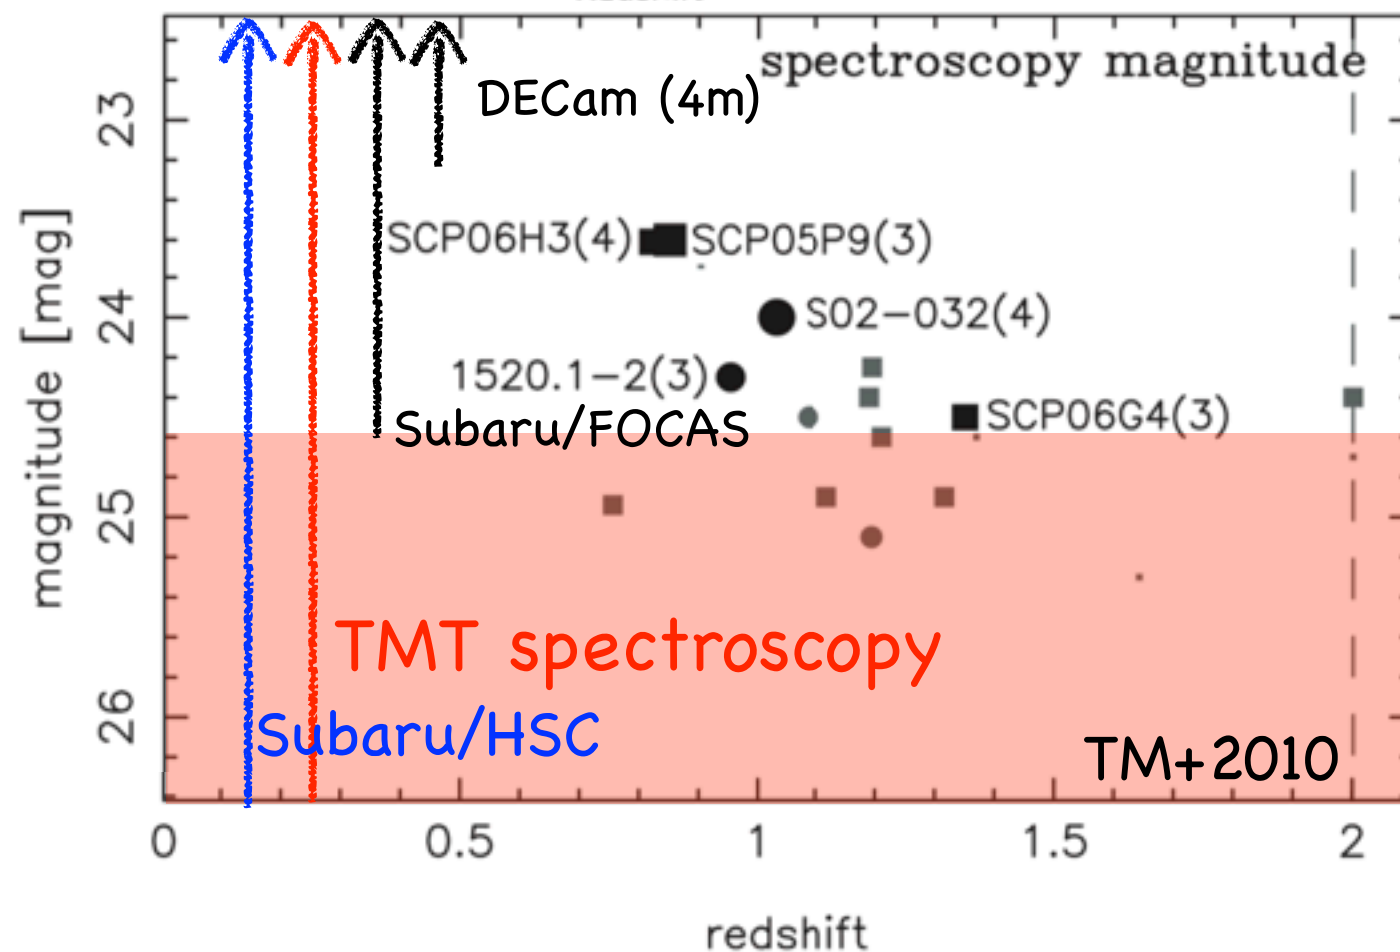 spectroscopy magnitude
DECam (4m)
23
SCP06H3(4)
SCP05P9(3)
magnitude [mag]
24
S02-032(4)
1520.1-2(3)
Subaru/FOCAS
SCP06G4(3)
25
TMT spectroscopy
26
Subaru/HSC
TM+2010
0 0.5 1 1.5 2
redshift